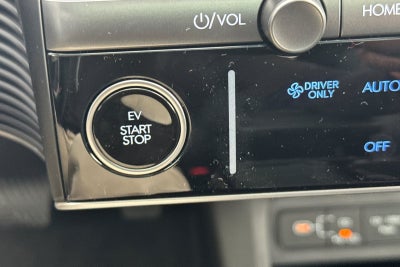 ⏻/VOL
HOME
EV
START
STOP
DRIVER
ONLY
AUTO
OFF